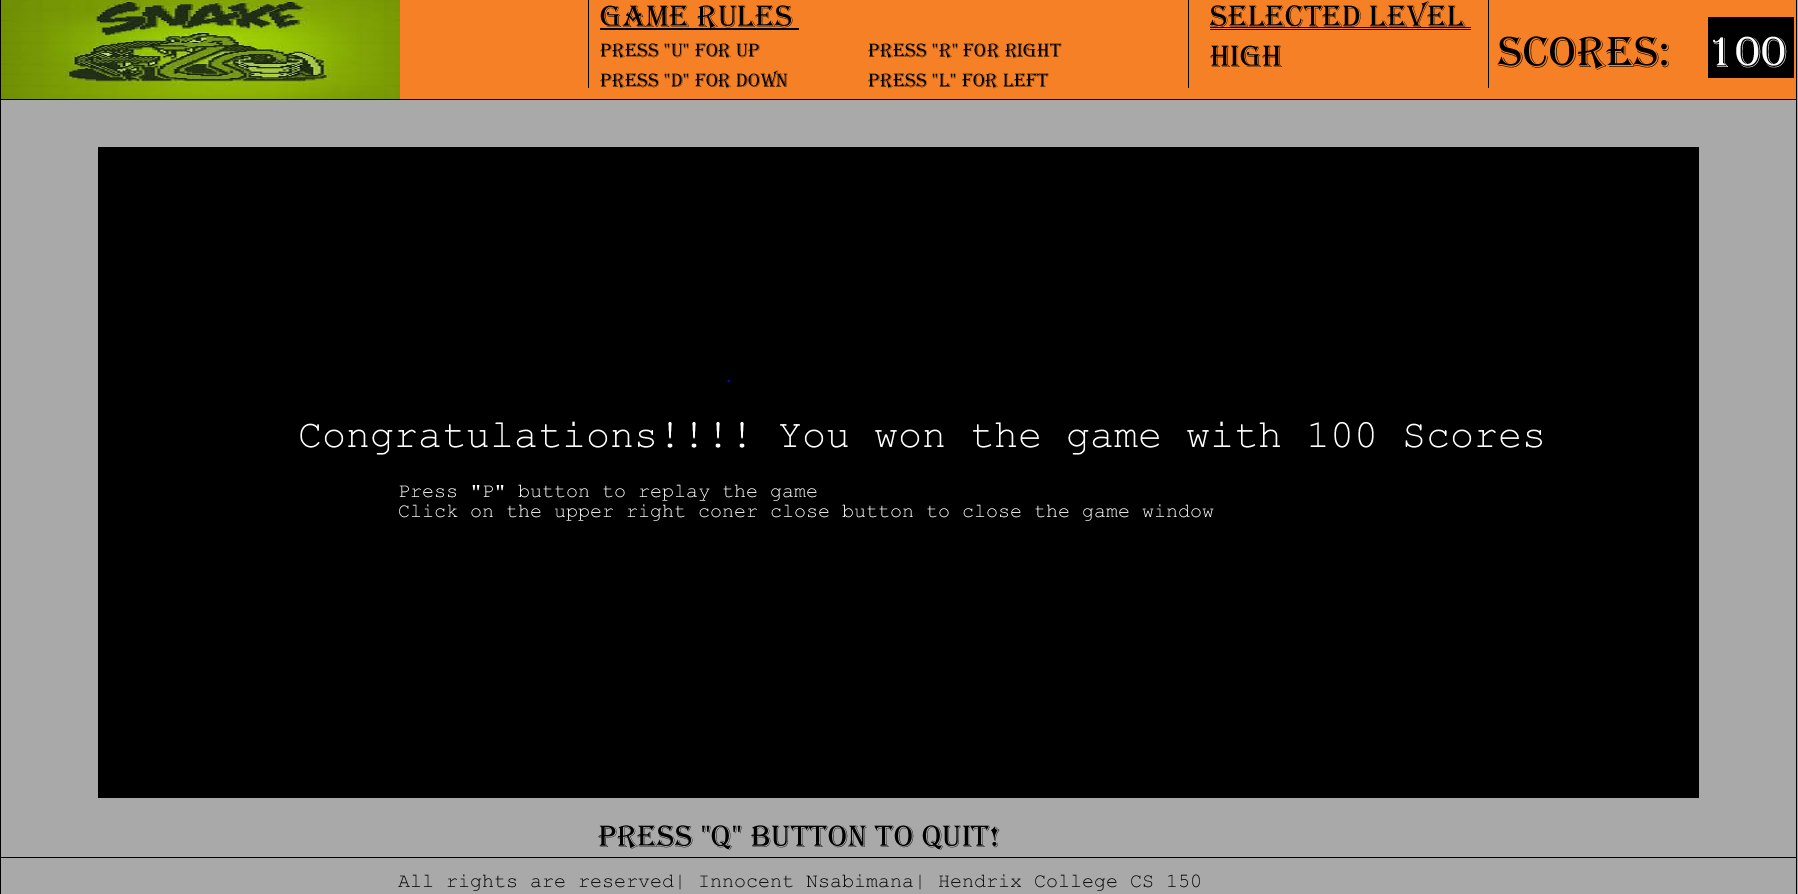 SNAKE
GAME RULES
PRESS "U" FOR UP
PRESS "R" FOR RIGHT
PRESS "D" FOR DOWN
PRESS "L" FOR LEFT
SELECTED LEVEL
HIGH
SCORES: 100
Congratulations!!!! You won the game with 100 Scores
Press "P" button to replay the game
Click on the upper right coner close button to close the game window
PRESS "Q" BUTTON TO QUIT!
All rights are reserved| Innocent Nsabimana| Hendrix College CS 150